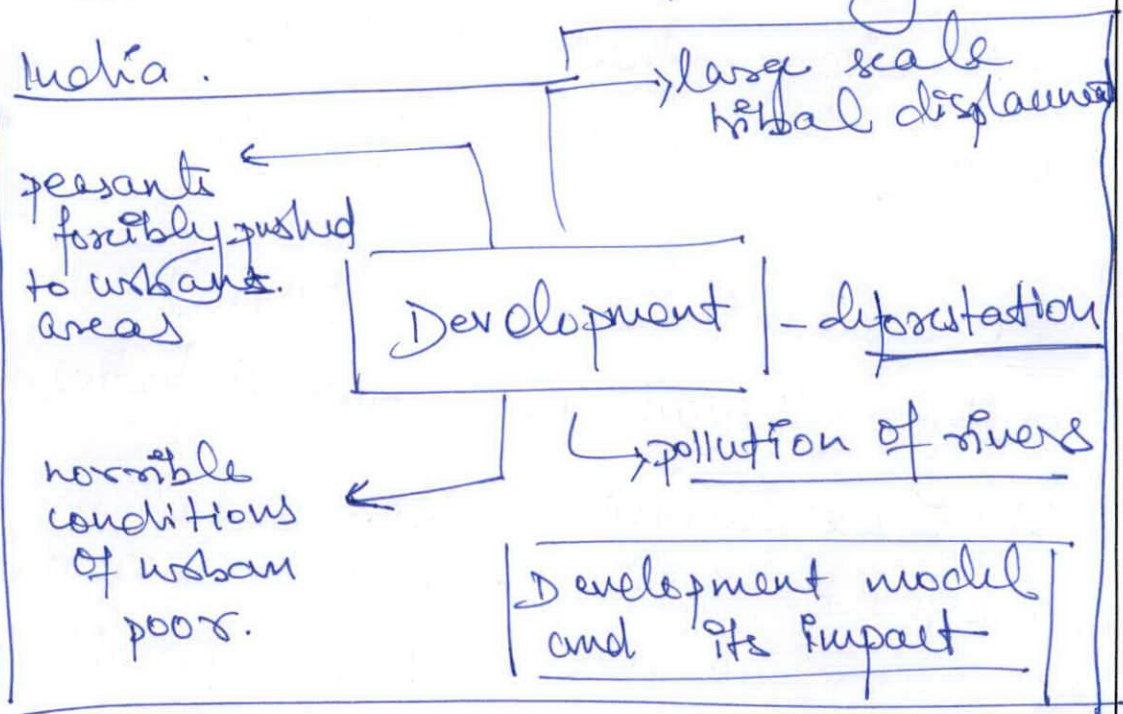 India.
large scale
tribal displacement
peasants
forcibly pushed
to urbans.
areas
Development
- deforestation
pollution of rivers
horrible
conditions
of urban
poor.
Development model
and its impact